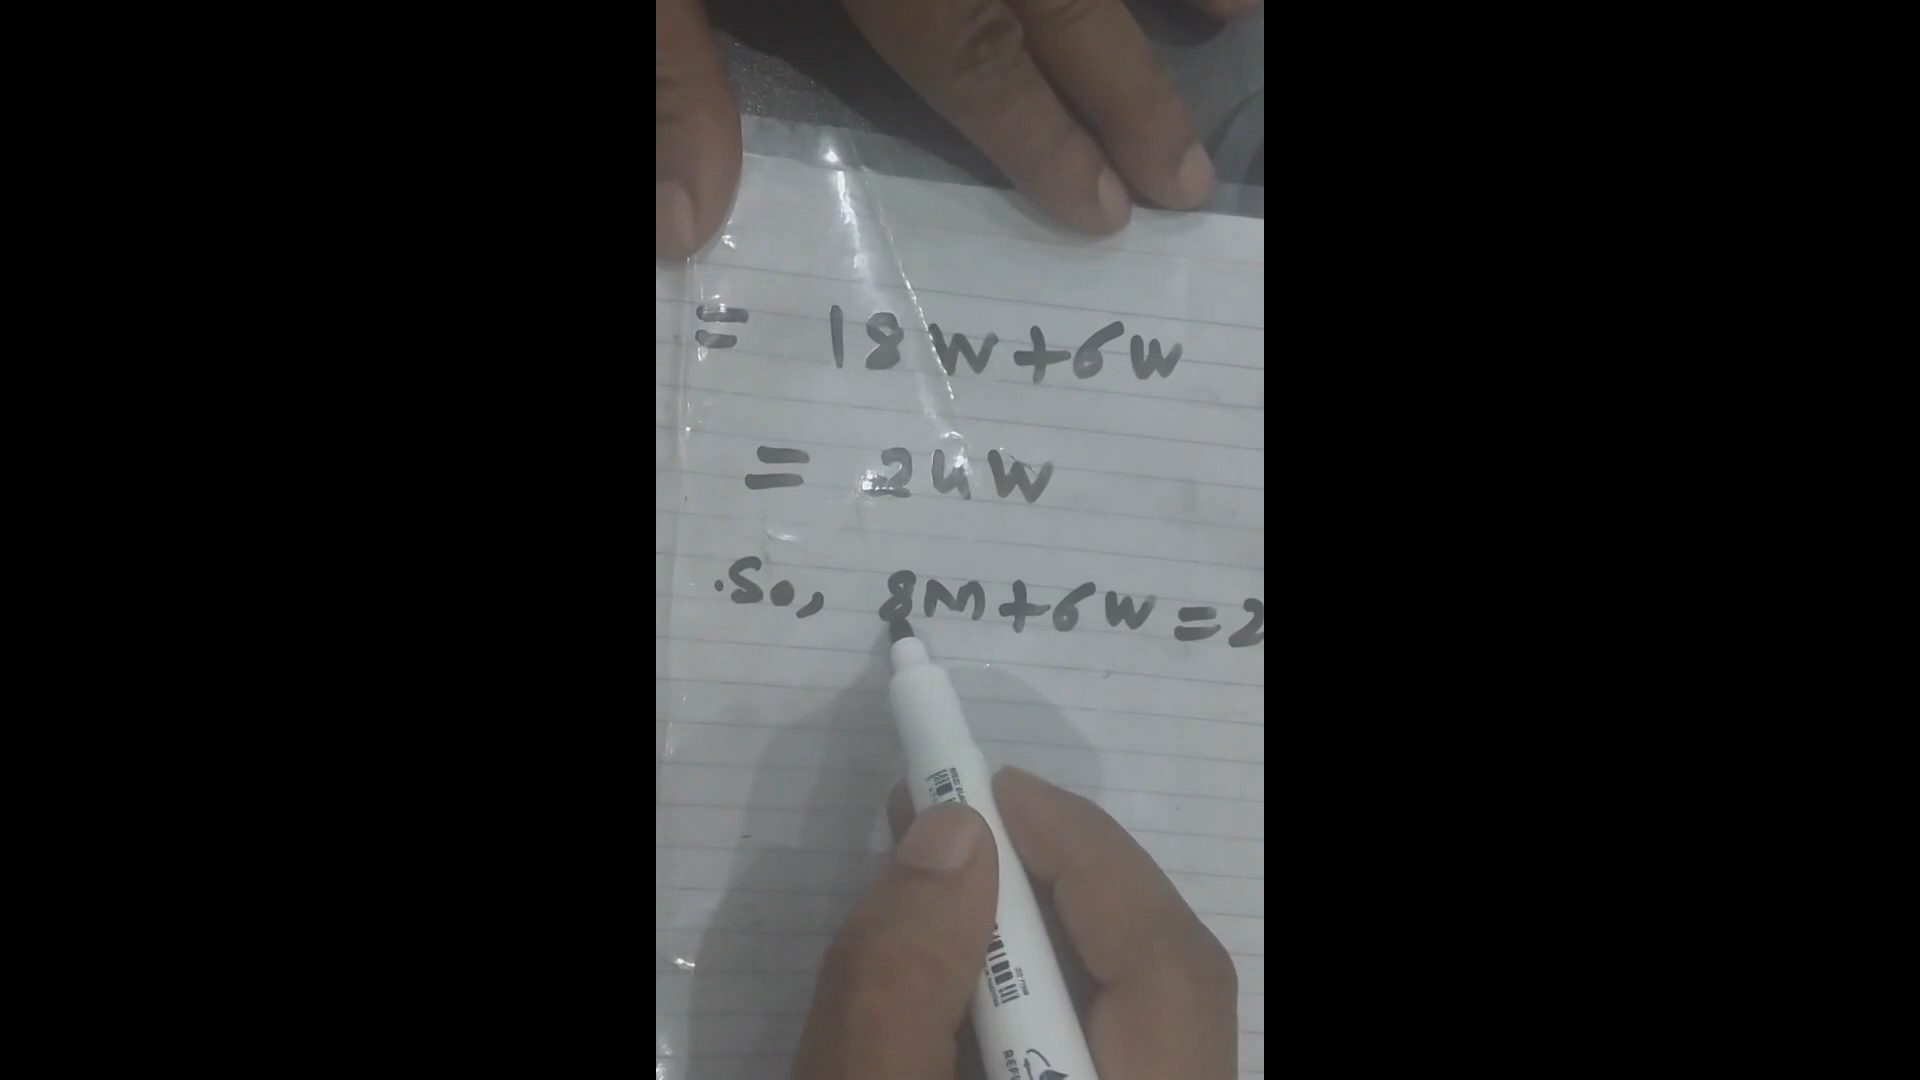 = 18W+6W
= 24W
.So, 8M+6W=2